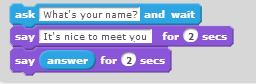 ask What's your name? and wait
say It's nice to meet you for 2 secs
say answer for 2 secs